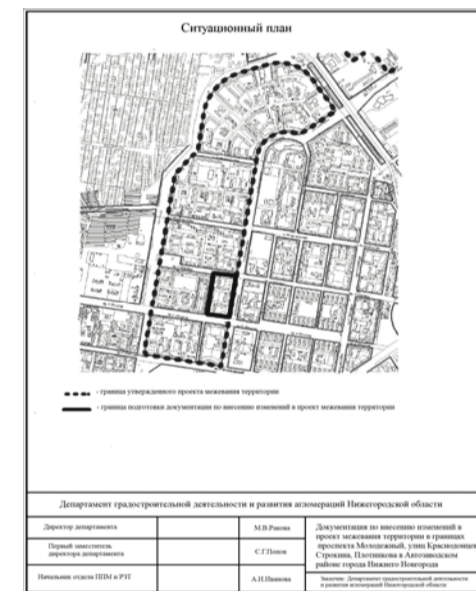 Ситуационный план
- граница утвержденного проекта межевания территории
- граница подготовки документации по внесению изменений в проект межевания территории
Департамент градостроительной деятельности и развития агломераций Нижегородской области
Директор департамента
М.В.Ракова
Первый заместитель
директора департамента
С.Г.Попов
Начальник отдела ППМ и РЗТ
А.Н.Иванова
Документация по внесению изменений в
проект межевания территории в границах
проспекта Молодежный, улиц Краснодонцев,
Строкина, Плотникова в Автозаводском
районе города Нижнего Новгорода
Заказчик: Департамент градостроительной деятельности
и развития агломераций Нижегородской области